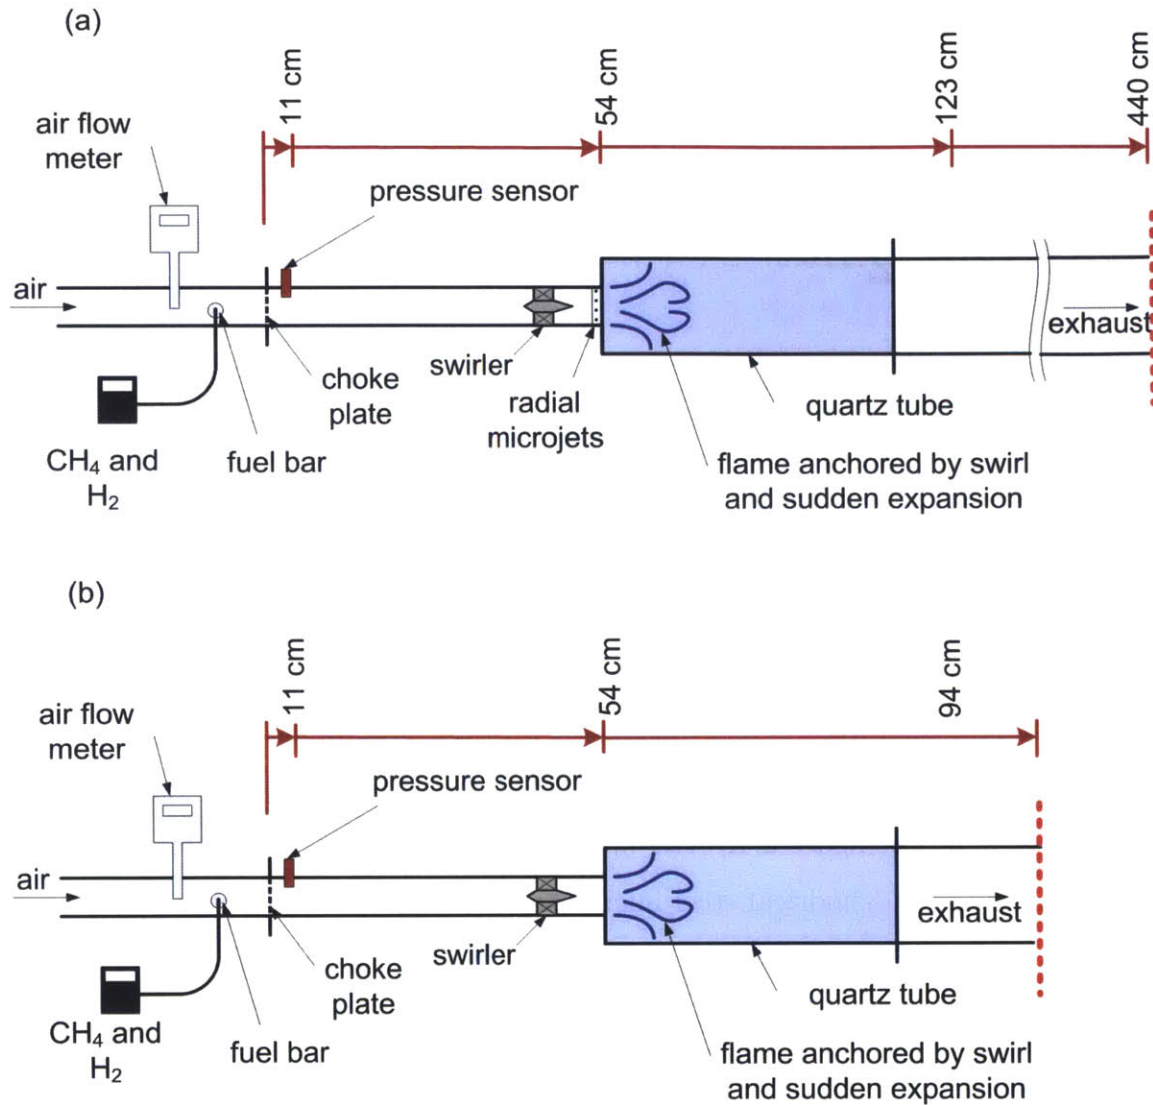 (a)
11 cm
54 cm
123 cm
440 cm
air flow
meter
pressure sensor
air
exhaust
swirler
choke
plate
radial
microjets
quartz tube
CH₄ and
H₂
fuel bar
flame anchored by swirl
and sudden expansion
(b)
11 cm
54 cm
94 cm
air flow
meter
pressure sensor
air
exhaust
swirler
choke
plate
quartz tube
CH₄ and
H₂
fuel bar
flame anchored by swirl
and sudden expansion